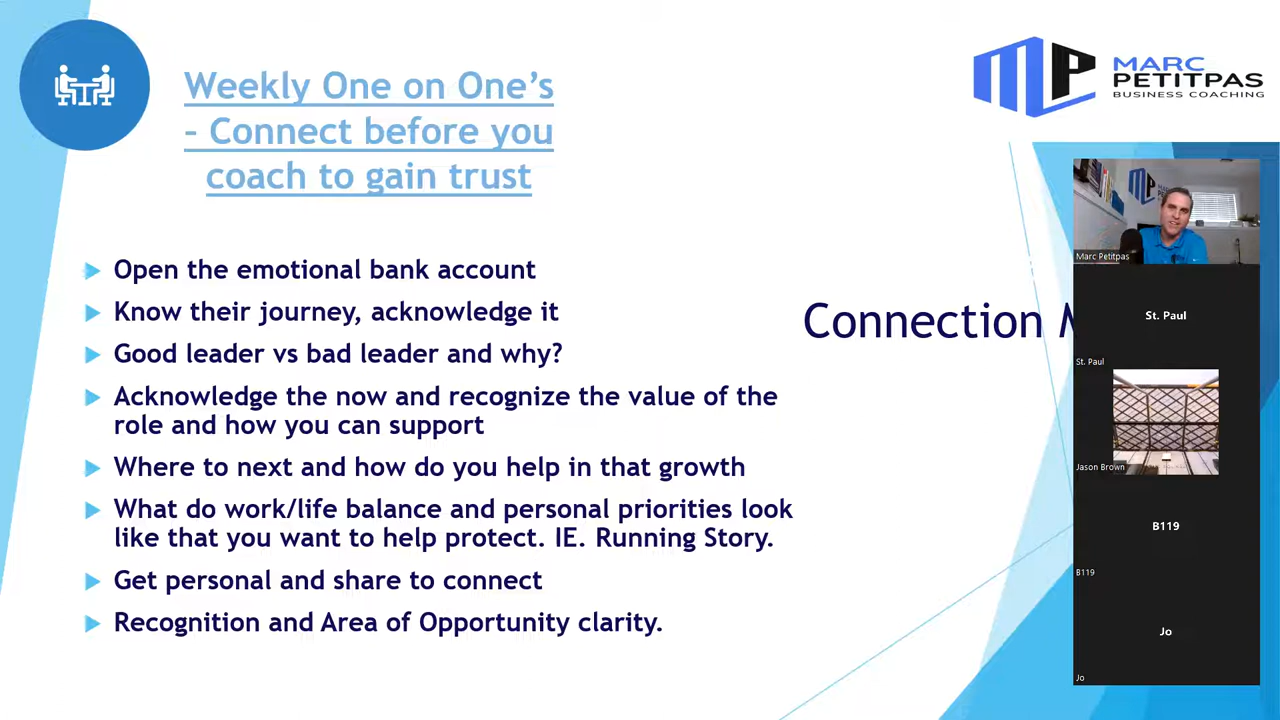 Weekly One on One’s
– Connect before you
coach to gain trust
MARC
PETITPAS
BUSINESS COACHING
Open the emotional bank account
Know their journey, acknowledge it
Good leader vs bad leader and why?
Acknowledge the now and recognize the value of the
role and how you can support
Where to next and how do you help in that growth
What do work/life balance and personal priorities look
like that you want to help protect. IE. Running Story.
Get personal and share to connect
Recognition and Area of Opportunity clarity.
Connection
Marc Petitpas
St. Paul
St. Paul
Jason Brown
B119
B119
Jo
Jo